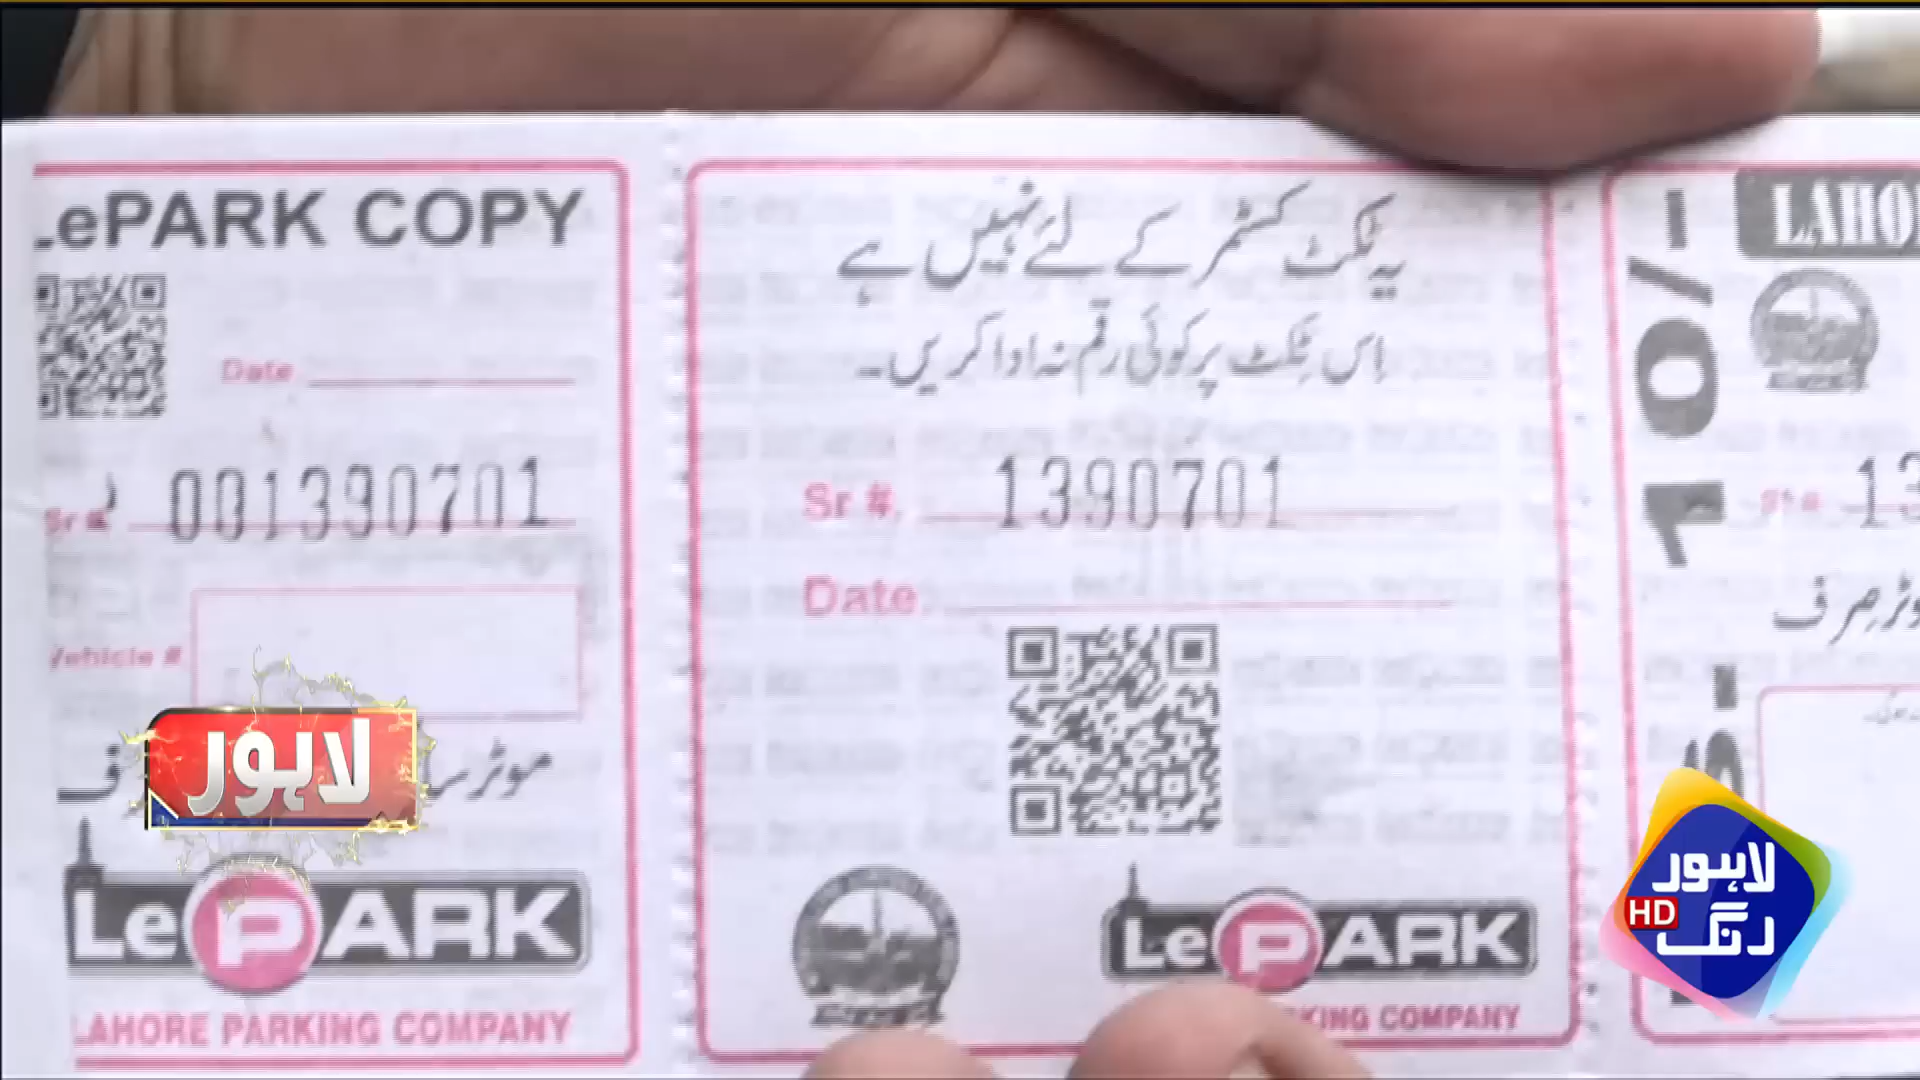 LePARK COPY
Date
Sr #. 001390701
Vehicle #
LePARK
LAHORE PARKING COMPANY
یہ ٹکٹ کسٹمر کے لئے نہیں ہے
اس ٹکٹ پر کوئی رقم نہ ادا کریں۔
Sr #. 1390701
Date
LePARK
KING COMPANY
10/-
LAHO
Sr # 13
صرف
لاہور
لاہور
رنگ
HD